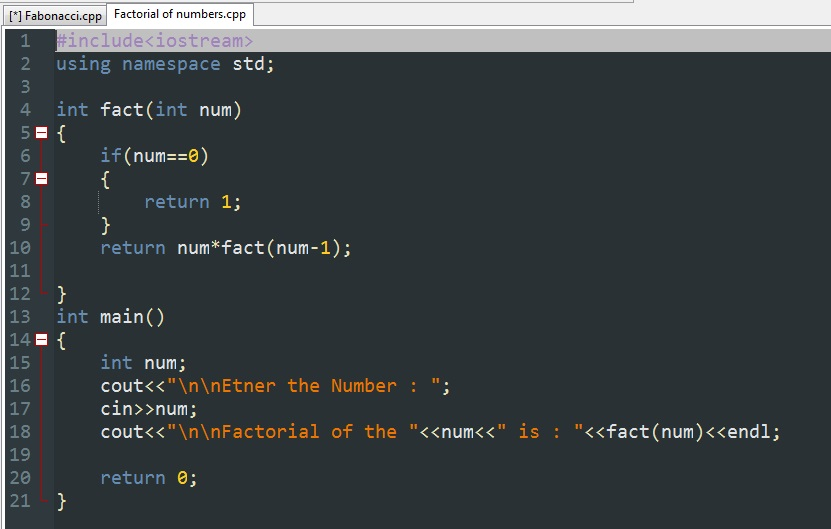 [*] Fabonacci.cpp Factorial of numbers.cpp
1 #include<iostream>
2 using namespace std;
3
4 int fact(int num)
5 {
6 if(num==0)
7 {
8 return 1;
9 }
10 return num*fact(num-1);
11
12 }
13 int main()
14 {
15 int num;
16 cout<<"\n\nEtner the Number : ";
17 cin>>num;
18 cout<<"\n\nFactorial of the "<<num<<" is : "<<fact(num)<<endl;
19
20 return 0;
21 }